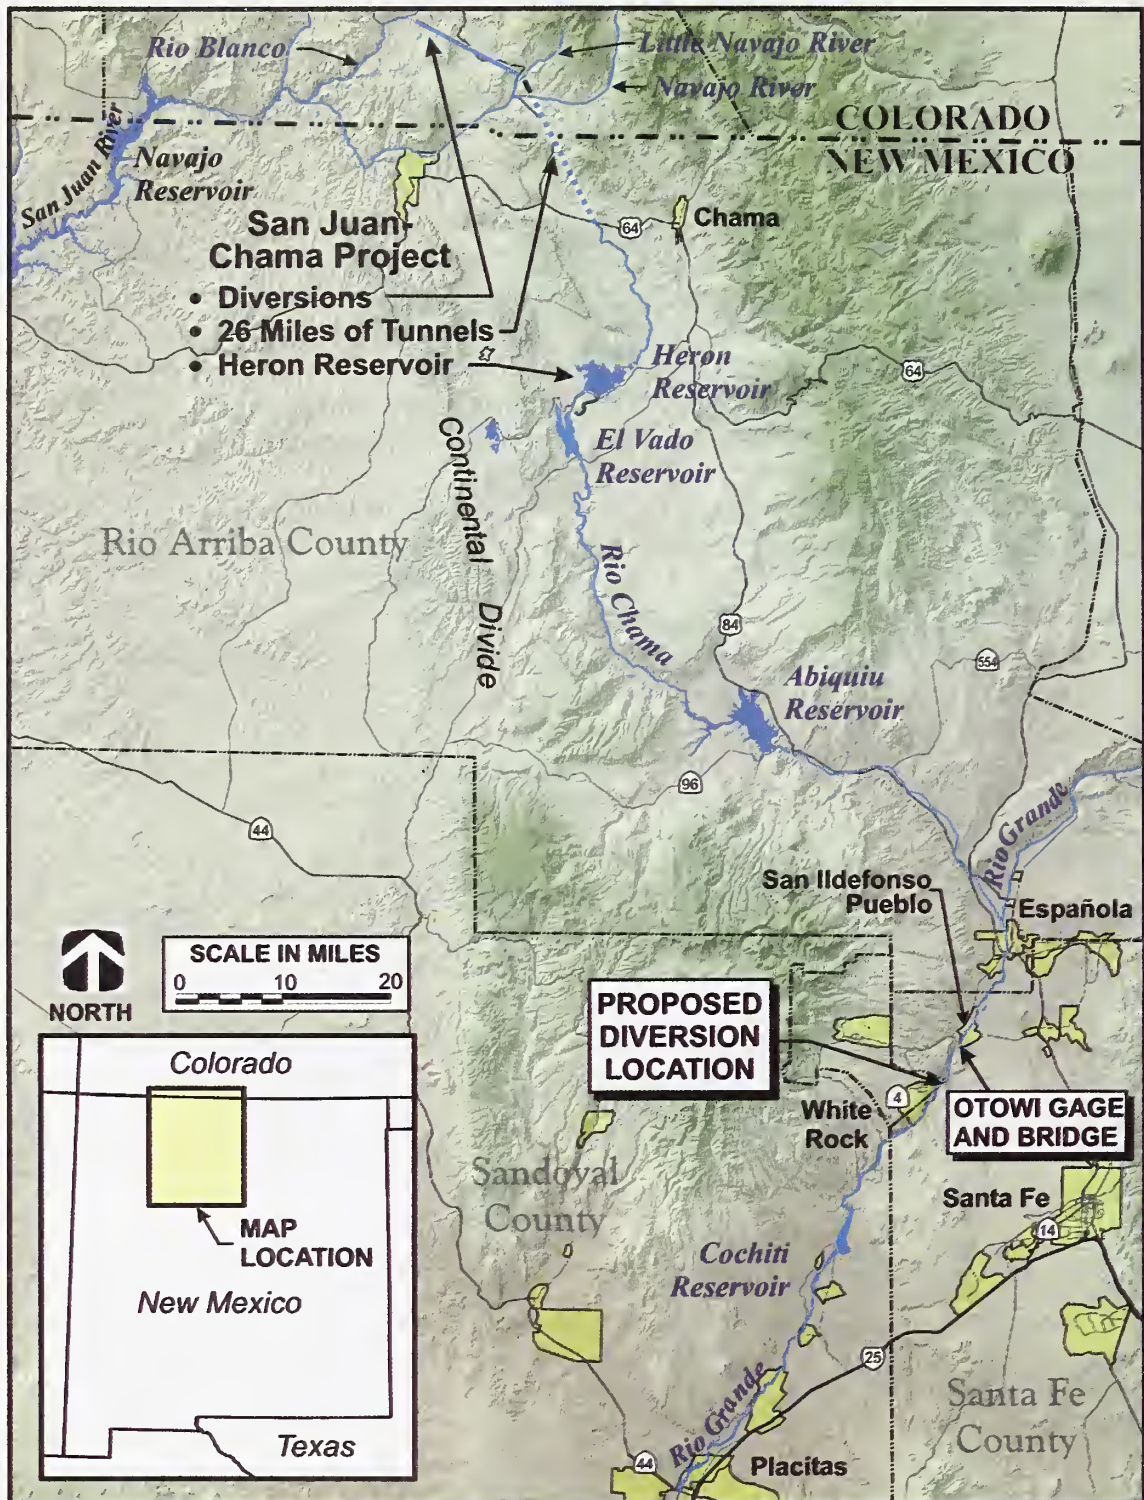 Rio Blanco
Little Navajo River
Navajo River
COLORADO
NEW MEXICO
San Juan River
Navajo
Reservoir
San Juan-
Chama Project
• Diversions
• 26 Miles of Tunnels
• Heron Reservoir
64
Chama
Heron
Reservoir
64
El Vado
Reservoir
Continental Divide
Rio Arriba County
Rio Chama
84
554
Abiquiu
Reservoir
96
44
Rio Grande
San Ildefonso
Pueblo
Española
NORTH
SCALE IN MILES
0 10 20
PROPOSED
DIVERSION
LOCATION
4
White
Rock
OTOWI GAGE
AND BRIDGE
Sandoval
County
Santa Fe
14
Cochiti
Reservoir
25
Rio Grande
Santa Fe
County
44
Placitas
Colorado
MAP
LOCATION
New Mexico
Texas